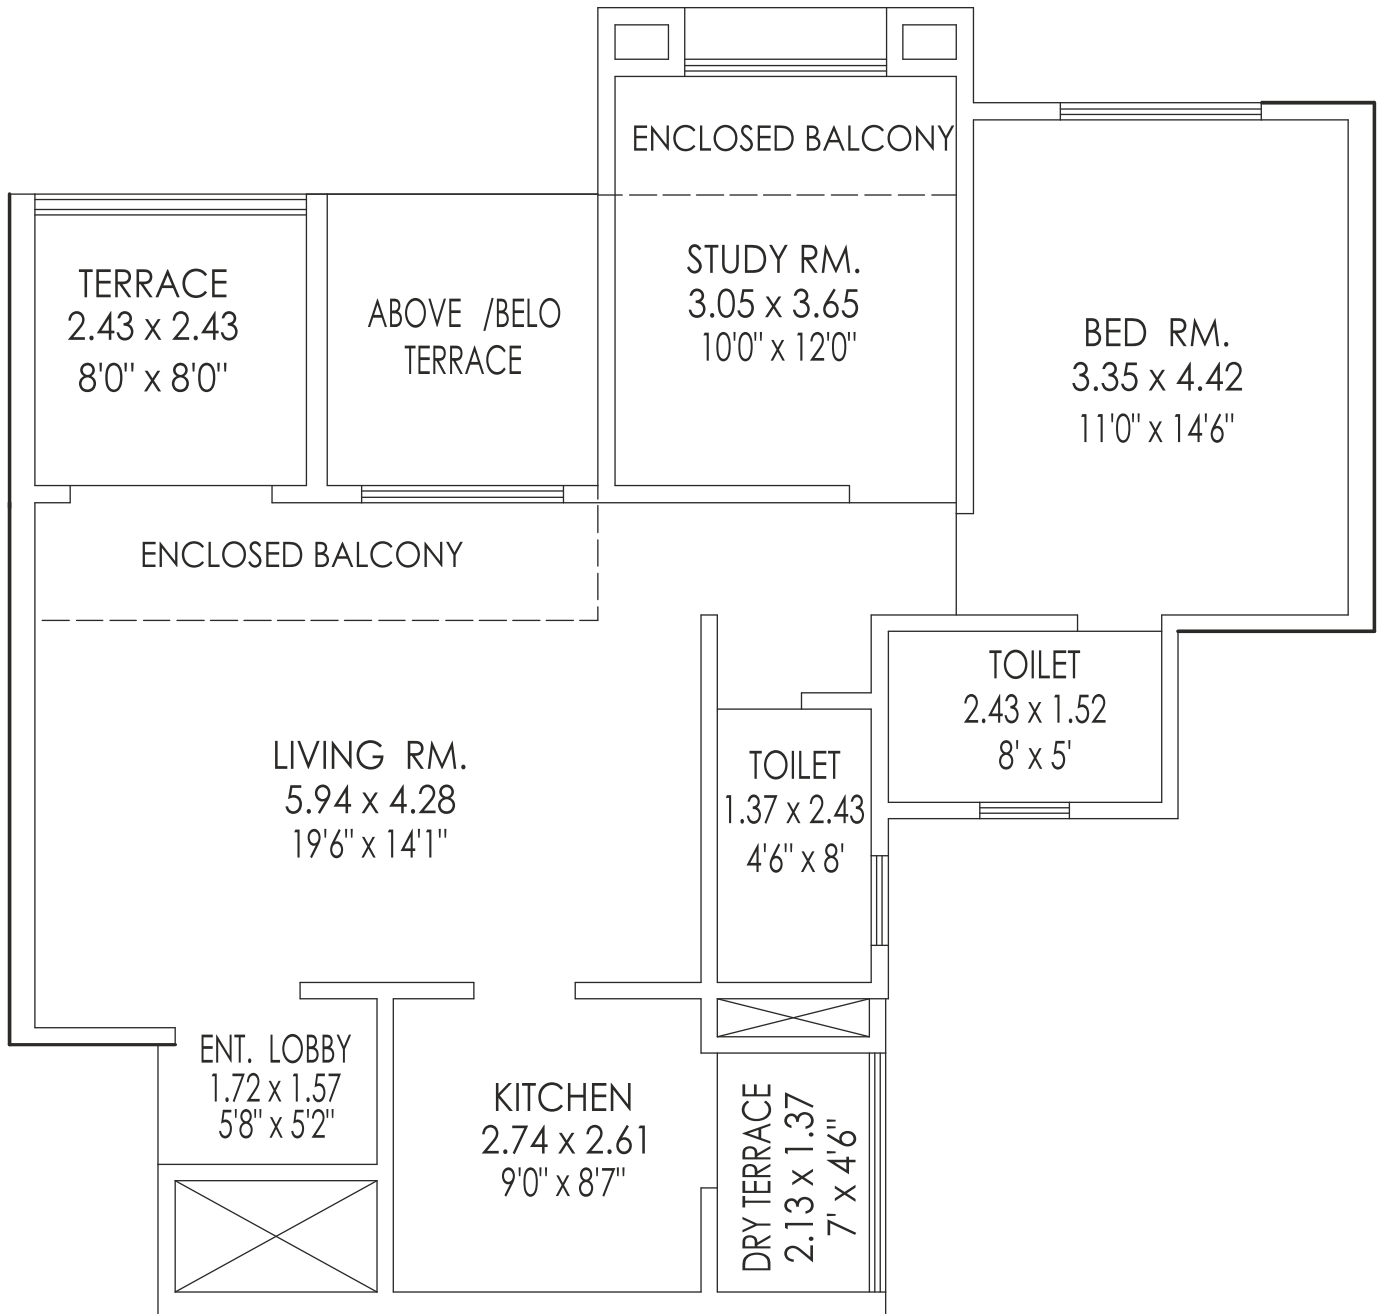 ENCLOSED BALCONY
STUDY RM.
3.05 x 3.65
10'0" x 12'0"
TERRACE
2.43 x 2.43
8'0" x 8'0"
ABOVE /BELO
TERRACE
BED RM.
3.35 x 4.42
11'0" x 14'6"
ENCLOSED BALCONY
LIVING RM.
5.94 x 4.28
19'6" x 14'1"
TOILET
2.43 x 1.52
8' x 5'
TOILET
1.37 x 2.43
4'6" x 8'
ENT. LOBBY
1.72 x 1.57
5'8" x 5'2"
KITCHEN
2.74 x 2.61
9'0" x 8'7"
DRY TERRACE
2.13 x 1.37
7' x 4'6"